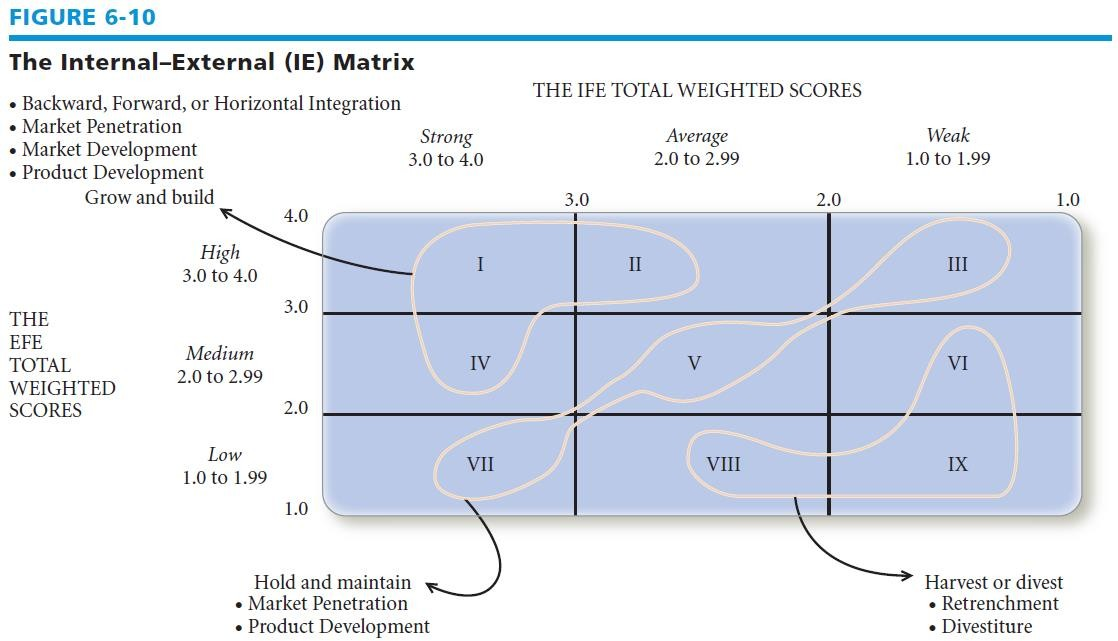 FIGURE 6-10
The Internal–External (IE) Matrix
THE IFE TOTAL WEIGHTED SCORES
• Backward, Forward, or Horizontal Integration
• Market Penetration
• Market Development
• Product Development
Grow and build
Strong
3.0 to 4.0
Average
2.0 to 2.99
Weak
1.0 to 1.99
3.0
2.0
1.0
4.0
High
3.0 to 4.0
3.0
THE
EFE
TOTAL
WEIGHTED
SCORES
Medium
2.0 to 2.99
2.0
Low
1.0 to 1.99
1.0
I
II
III
IV
V
VI
VII
VIII
IX
Hold and maintain
• Market Penetration
• Product Development
Harvest or divest
• Retrenchment
• Divestiture